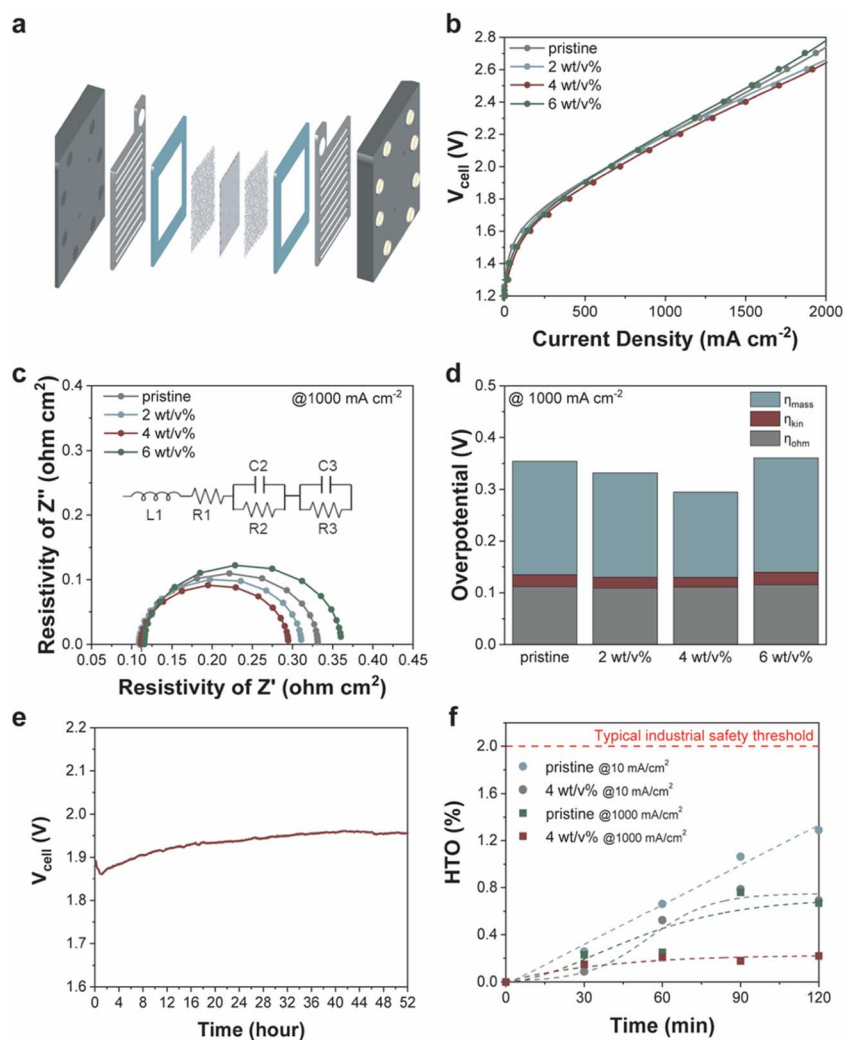 a
b
pristine
2 wt/v%
4 wt/v%
6 wt/v%
V_cell (V)
2.8
2.6
2.4
2.2
2.0
1.8
1.6
1.4
1.2
0
500
1000
1500
2000
Current Density (mA cm⁻²)
c
pristine
2 wt/v%
4 wt/v%
6 wt/v%
@1000 mA cm⁻²
C2
C3
L1
R1
R2
R3
Resistivity of Z" (ohm cm²)
0.4
0.3
0.2
0.1
0.0
0.05
0.10
0.15
0.20
0.25
0.30
0.35
0.40
0.45
Resistivity of Z' (ohm cm²)
d
@ 1000 mA cm⁻²
η_mass
η_kin
η_ohm
Overpotential (V)
0.5
0.4
0.3
0.2
0.1
0.0
pristine
2 wt/v%
4 wt/v%
6 wt/v%
e
V_cell (V)
2.2
2.1
2.0
1.9
1.8
1.7
1.6
0
4
8
12
16
20
24
28
32
36
40
44
48
52
Time (hour)
f
Typical industrial safety threshold
pristine @10 mA/cm²
4 wt/v% @10 mA/cm²
pristine @1000 mA/cm²
4 wt/v% @1000 mA/cm²
HTO (%)
2.0
1.6
1.2
0.8
0.4
0.0
0
30
60
90
120
Time (min)